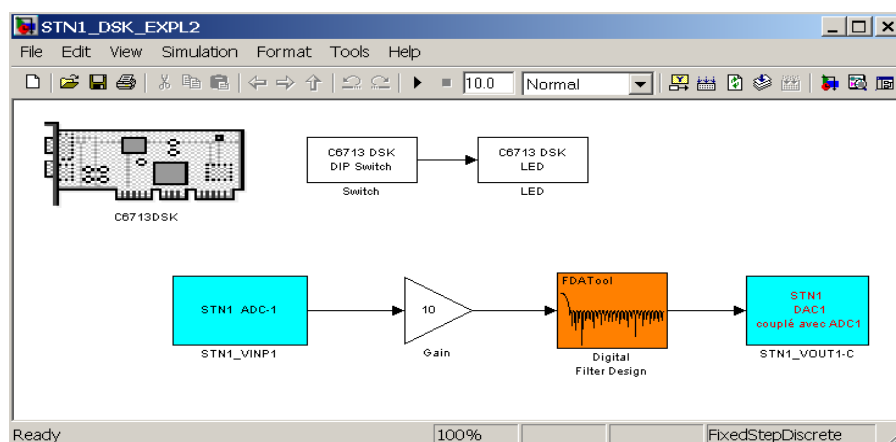 STN1_DSK_EXPL2
File Edit View Simulation Format Tools Help
10.0 Normal
C6713DSK
C6713 DSK
DIP Switch
Switch
C6713 DSK
LED
LED
STN1 ADC-1
STN1_VINP1
10
Gain
FDATool
Digital
Filter Design
STN1
DAC1
couplé avec ADC1
STN1_VOUT1-C
Ready 100% FixedStepDiscrete